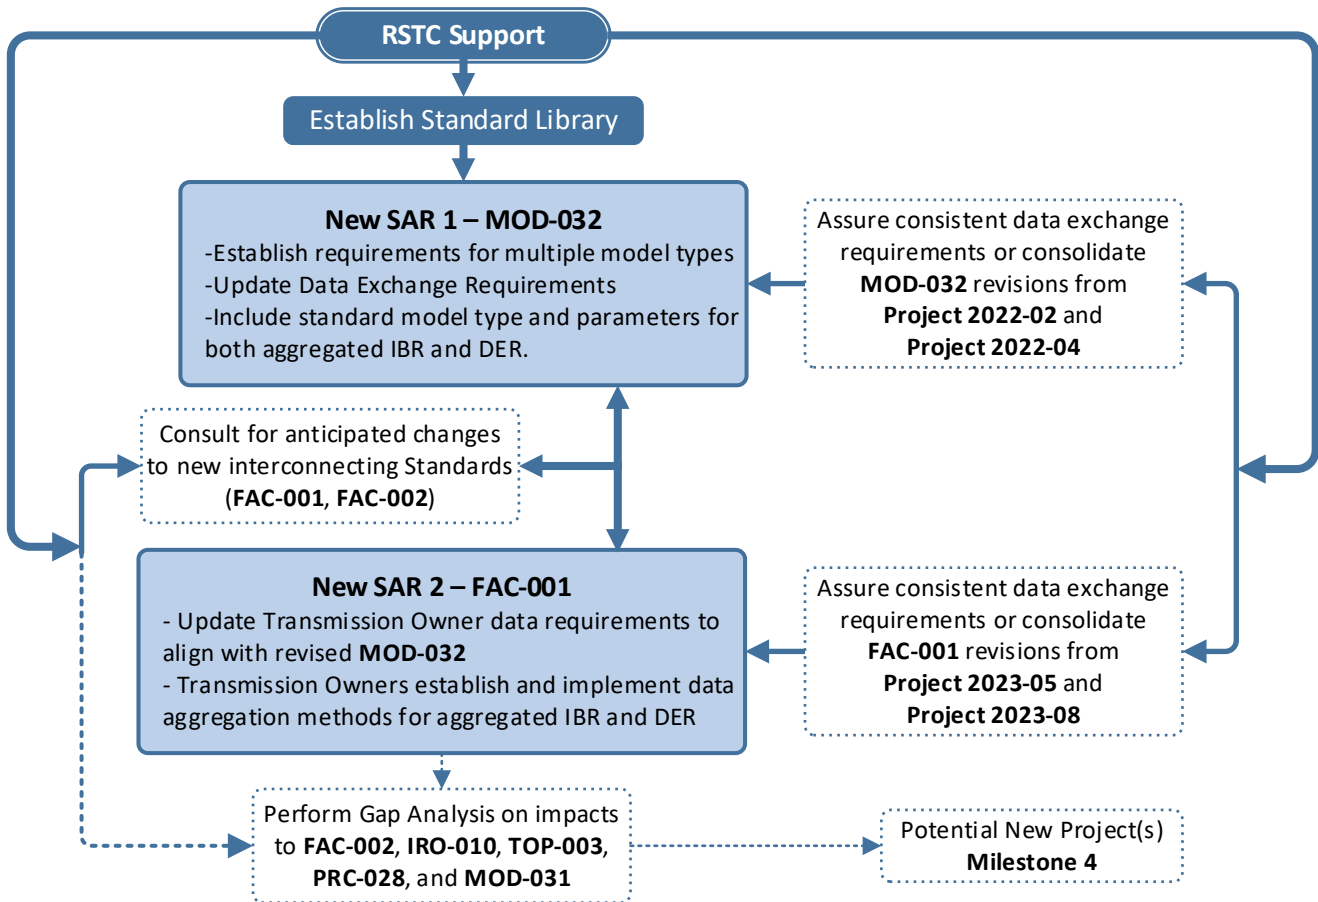 RSTC Support
Establish Standard Library
New SAR 1 – MOD-032
-Establish requirements for multiple model types
-Update Data Exchange Requirements
-Include standard model type and parameters for
both aggregated IBR and DER.
Assure consistent data exchange
requirements or consolidate
MOD-032 revisions from
Project 2022-02 and
Project 2022-04
Consult for anticipated changes
to new interconnecting Standards
(FAC-001, FAC-002)
New SAR 2 – FAC-001
- Update Transmission Owner data requirements to
align with revised MOD-032
- Transmission Owners establish and implement data
aggregation methods for aggregated IBR and DER
Assure consistent data exchange
requirements or consolidate
FAC-001 revisions from
Project 2023-05 and
Project 2023-08
Perform Gap Analysis on impacts
to FAC-002, IRO-010, TOP-003,
PRC-028, and MOD-031
Potential New Project(s)
Milestone 4